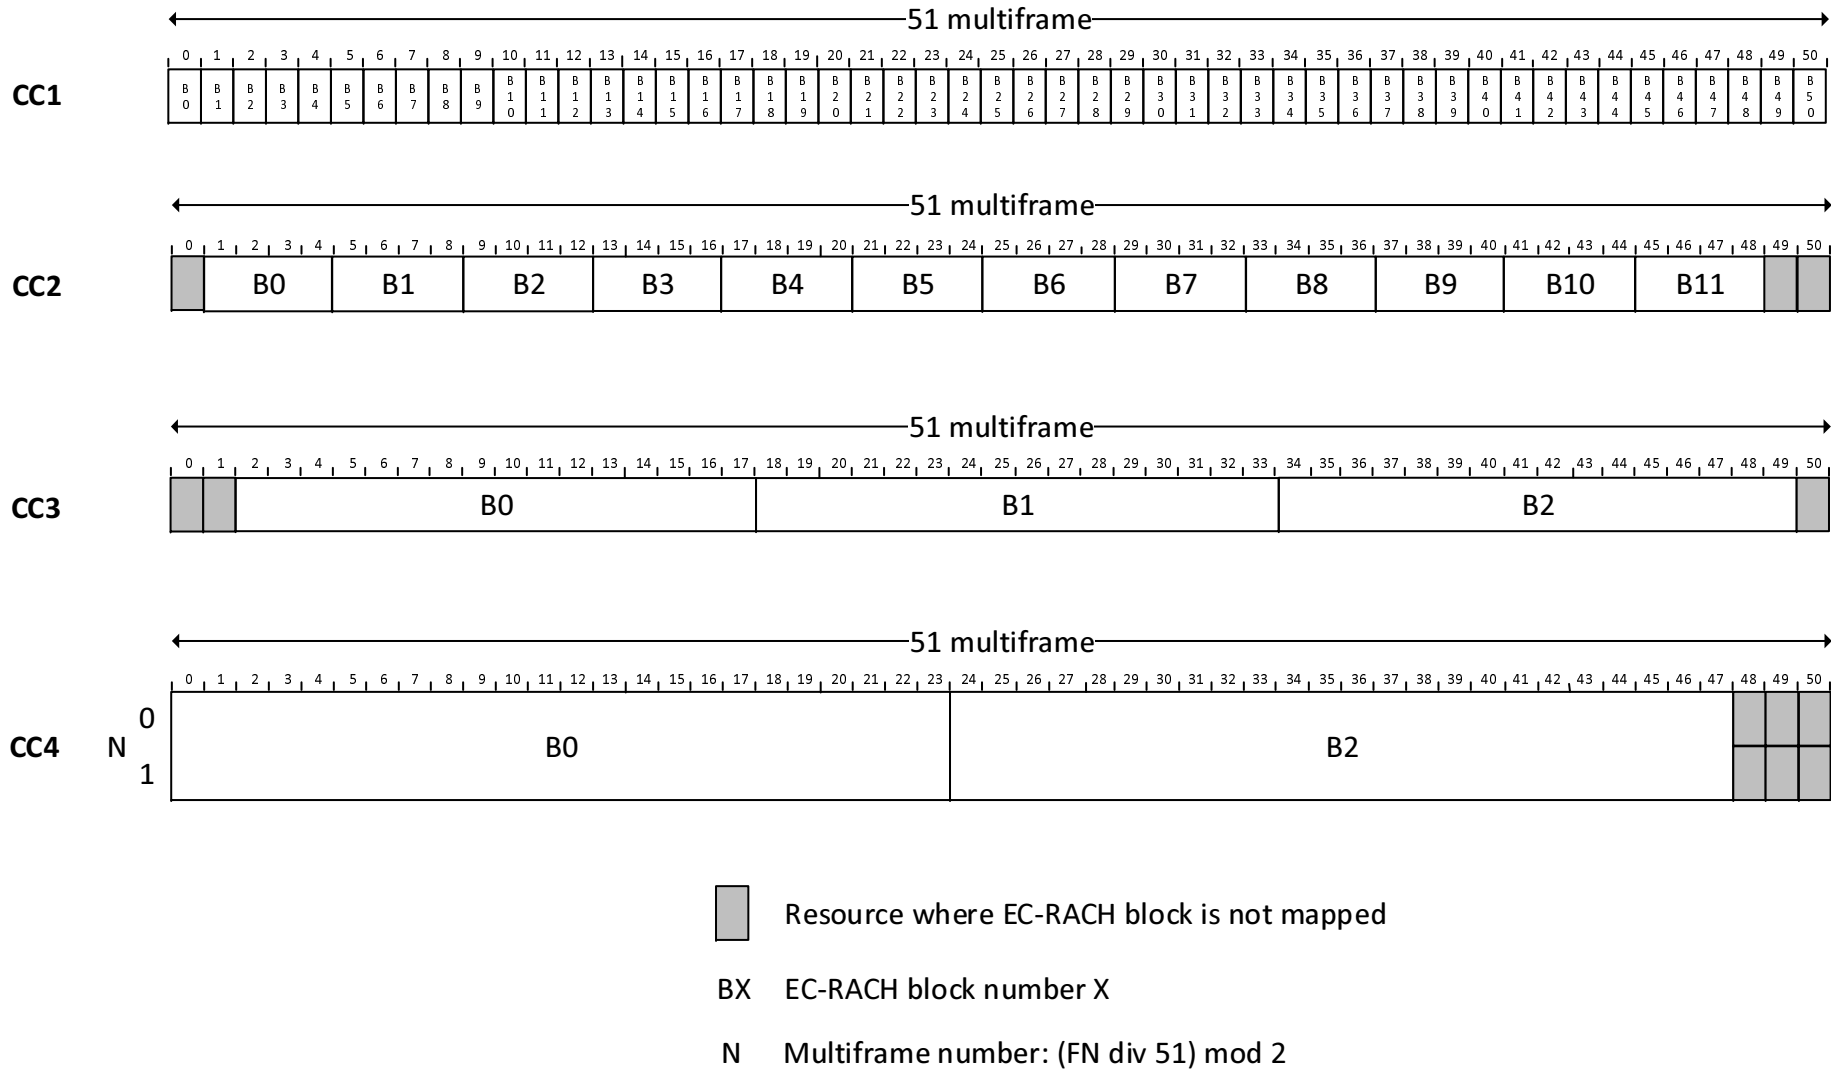 51 multiframe
0 1 2 3 4 5 6 7 8 9 10 11 12 13 14 15 16 17 18 19 20 21 22 23 24 25 26 27 28 29 30 31 32 33 34 35 36 37 38 39 40 41 42 43 44 45 46 47 48 49 50
CC1 B0 B1 B2 B3 B4 B5 B6 B7 B8 B9 B10 B11 B12 B13 B14 B15 B16 B17 B18 B19 B20 B21 B22 B23 B24 B25 B26 B27 B28 B29 B30 B31 B32 B33 B34 B35 B36 B37 B38 B39 B40 B41 B42 B43 B44 B45 B46 B47 B48 B49 B50
51 multiframe
0 1 2 3 4 5 6 7 8 9 10 11 12 13 14 15 16 17 18 19 20 21 22 23 24 25 26 27 28 29 30 31 32 33 34 35 36 37 38 39 40 41 42 43 44 45 46 47 48 49 50
CC2 B0 B1 B2 B3 B4 B5 B6 B7 B8 B9 B10 B11
51 multiframe
0 1 2 3 4 5 6 7 8 9 10 11 12 13 14 15 16 17 18 19 20 21 22 23 24 25 26 27 28 29 30 31 32 33 34 35 36 37 38 39 40 41 42 43 44 45 46 47 48 49 50
CC3 B0 B1 B2
51 multiframe
0 1 2 3 4 5 6 7 8 9 10 11 12 13 14 15 16 17 18 19 20 21 22 23 24 25 26 27 28 29 30 31 32 33 34 35 36 37 38 39 40 41 42 43 44 45 46 47 48 49 50
0
CC4 N B0 B2
1
Resource where EC-RACH block is not mapped
BX EC-RACH block number X
N Multiframe number: (FN div 51) mod 2